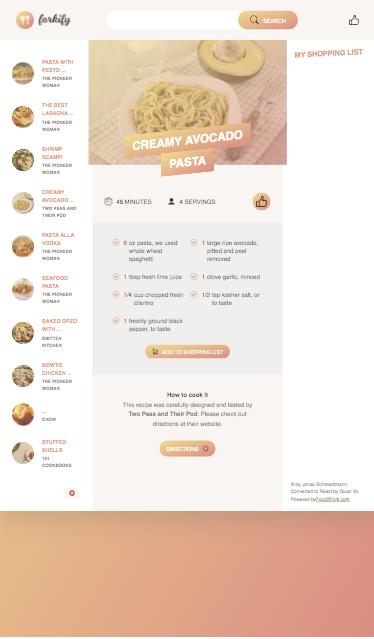 forkify
SEARCH
MY SHOPPING LIST
PASTA WITH
PESTO ...
THE PIONEER
WOMAN
THE BEST
LASAGNA ...
THE PIONEER
WOMAN
SHRIMP
SCAMPI
THE PIONEER
WOMAN
CREAMY
AVOCADO ...
TWO PEAS AND
THEIR POD
PASTA ALLA
VODKA
THE PIONEER
WOMAN
SEAFOOD
PASTA
THE PIONEER
WOMAN
BAKED ORZO
WITH ...
SMITTEN
KITCHEN
BOWTIE
CHICKEN ...
THE PIONEER
WOMAN
...
CHOW
STUFFED
SHELLS
101
COOKBOOKS
CREAMY AVOCADO
PASTA
45 MINUTES
4 SERVINGS
6 oz pasta, we used
whole wheat
spaghetti
1 large ripe avocado,
pitted and peel
removed
1 tbsp fresh lime juice
1 clove garlic, minced
1/4 cup chopped fresh
cilantro
1/2 tsp kosher salt, or
to taste
1 freshly ground black
pepper, to taste
ADD TO SHOPPING LIST
How to cook it
This recipe was carefully designed and tested by
Two Peas and Their Pod. Please check out
directions at their website.
DIRECTIONS
© by Jonas Schmedtmann.
Converted to React by Quan Vu.
Powered by Food2Fork.com.